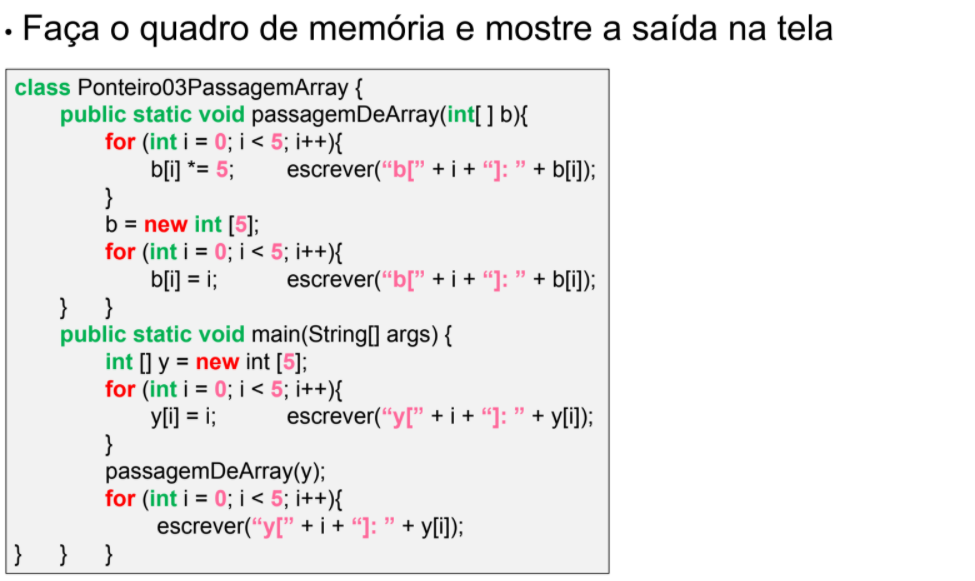 • Faça o quadro de memória e mostre a saída na tela
class Ponteiro03PassagemArray {
public static void passagemDeArray(int[ ] b){
for (int i = 0; i < 5; i++){
b[i] *= 5; escrever(“b[” + i + “]: ” + b[i]);
}
b = new int [5];
for (int i = 0; i < 5; i++){
b[i] = i; escrever(“b[” + i + “]: ” + b[i]);
} }
public static void main(String[] args) {
int [] y = new int [5];
for (int i = 0; i < 5; i++){
y[i] = i; escrever(“y[” + i + “]: ” + y[i]);
}
passagemDeArray(y);
for (int i = 0; i < 5; i++){
escrever(“y[” + i + “]: ” + y[i]);
} } }